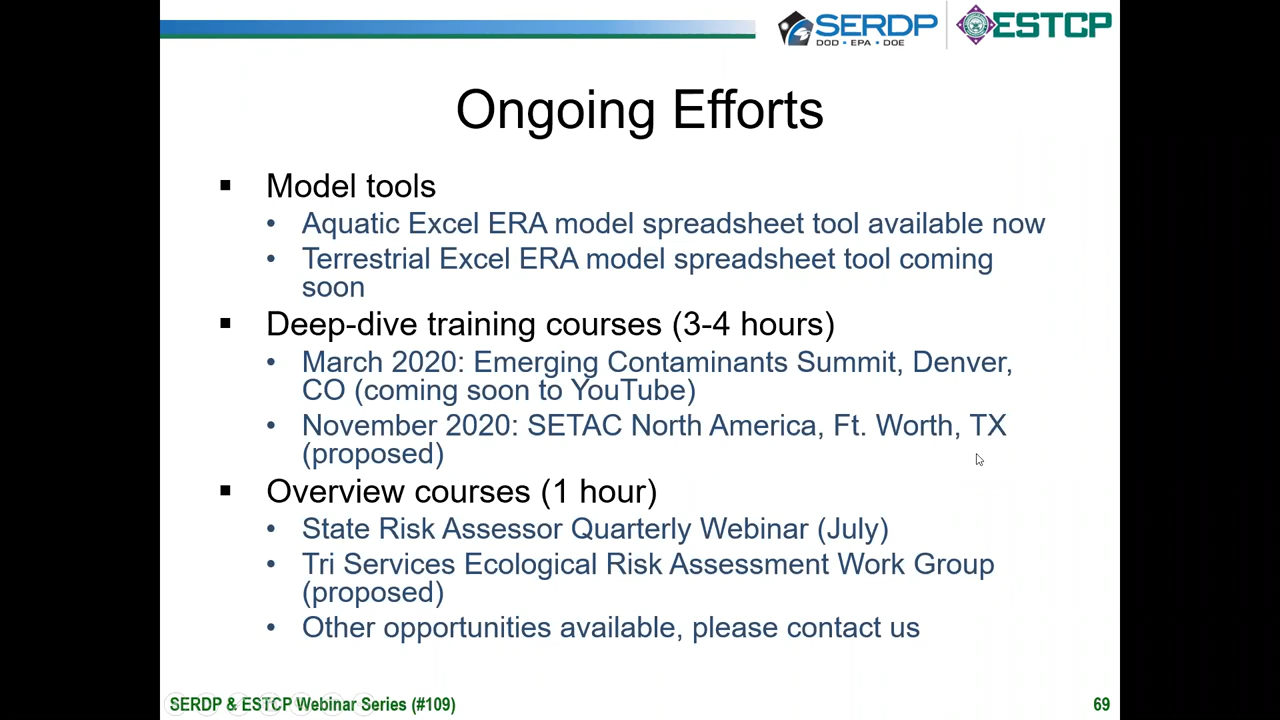 SERDP
DOD • EPA • DOE
ESTCP
Ongoing Efforts
▪ Model tools
• Aquatic Excel ERA model spreadsheet tool available now
• Terrestrial Excel ERA model spreadsheet tool coming
soon
▪ Deep-dive training courses (3-4 hours)
• March 2020: Emerging Contaminants Summit, Denver,
CO (coming soon to YouTube)
• November 2020: SETAC North America, Ft. Worth, TX
(proposed)
▪ Overview courses (1 hour)
• State Risk Assessor Quarterly Webinar (July)
• Tri Services Ecological Risk Assessment Work Group
(proposed)
• Other opportunities available, please contact us
SERDP & ESTCP Webinar Series (#109)
69